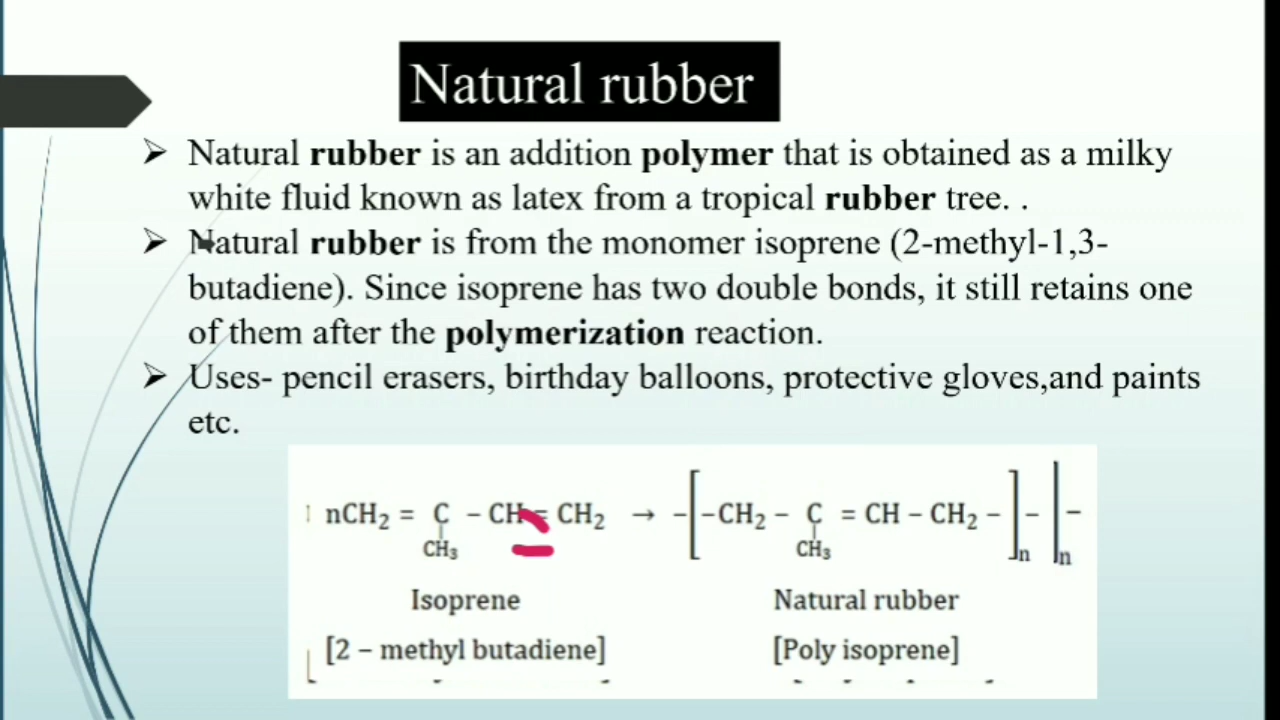 Natural rubber
➢ Natural rubber is an addition polymer that is obtained as a milky
white fluid known as latex from a tropical rubber tree. .
➢ Natural rubber is from the monomer isoprene (2-methyl-1,3-
butadiene). Since isoprene has two double bonds, it still retains one
of them after the polymerization reaction.
➢ Uses- pencil erasers, birthday balloons, protective gloves,and paints
etc.
nCH₂ = C – CH = CH₂ → –[–CH₂ – C = CH – CH₂ –]ₙ– |ₙ–
CH₃ CH₃
Isoprene Natural rubber
[2 – methyl butadiene] [Poly isoprene]